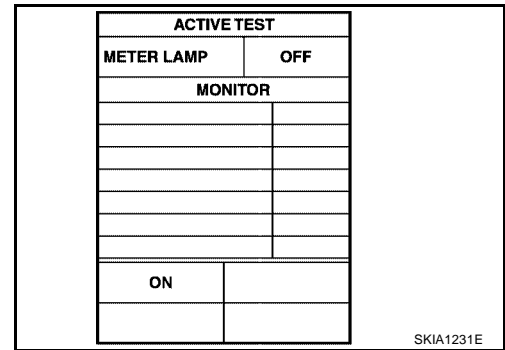 ACTIVE TEST
METER LAMP OFF
MONITOR
ON
SKIA1231E